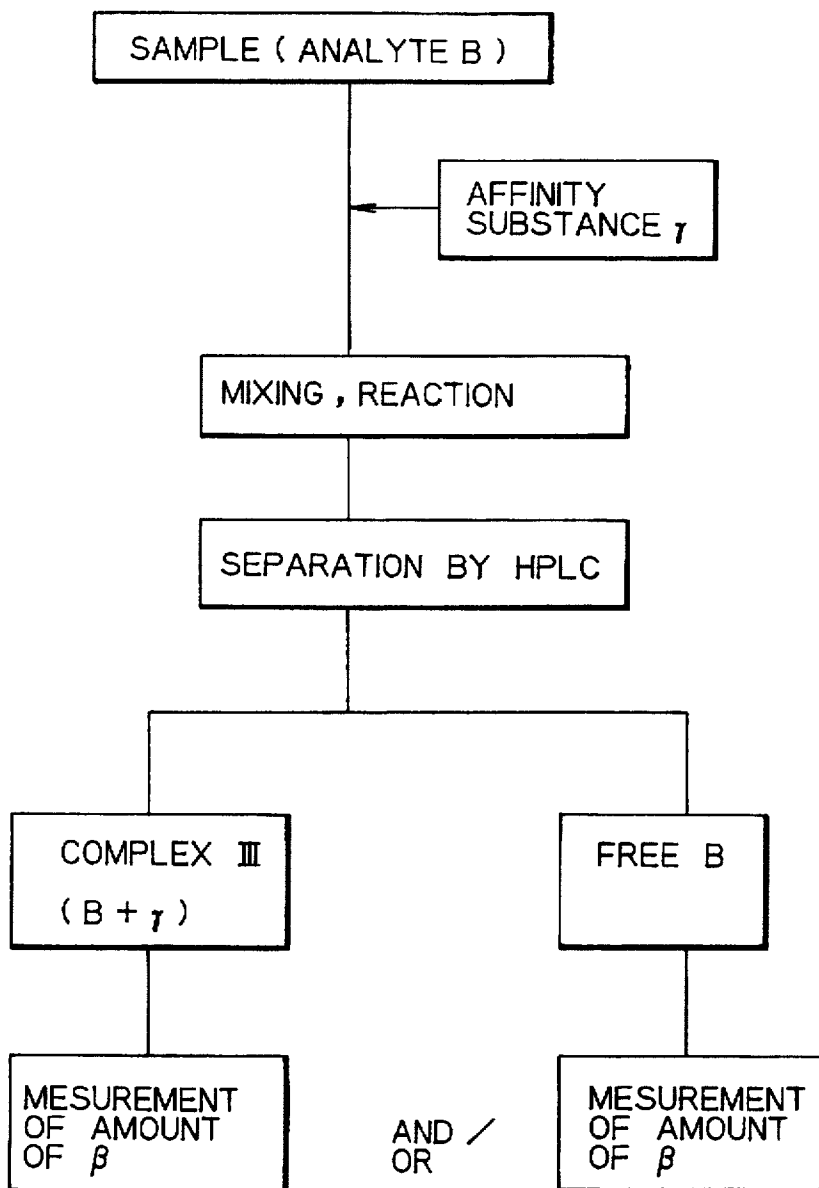 SAMPLE ( ANALYTE B )
AFFINITY
SUBSTANCE γ
MIXING , REACTION
SEPARATION BY HPLC
COMPLEX Ⅲ
( B + γ )
FREE B
MESUREMENT
OF AMOUNT
OF β
AND /
OR
MESUREMENT
OF AMOUNT
OF β